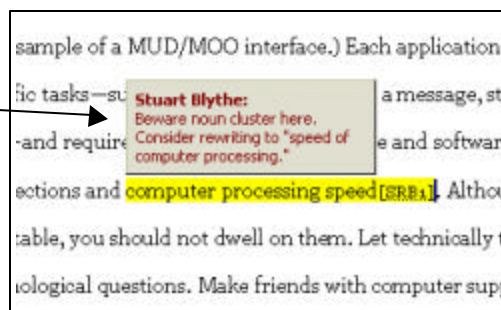 sample of a MUD/MOO interface.) Each application
fic tasks—su
Stuart Blythe:
Beware noun cluster here.
Consider rewriting to "speed of
computer processing."
a message, st
-and require
e and softwar
ections and computer processing speed[SRB1]. Althou
table, you should not dwell on them. Let technically t
ological questions. Make friends with computer supp